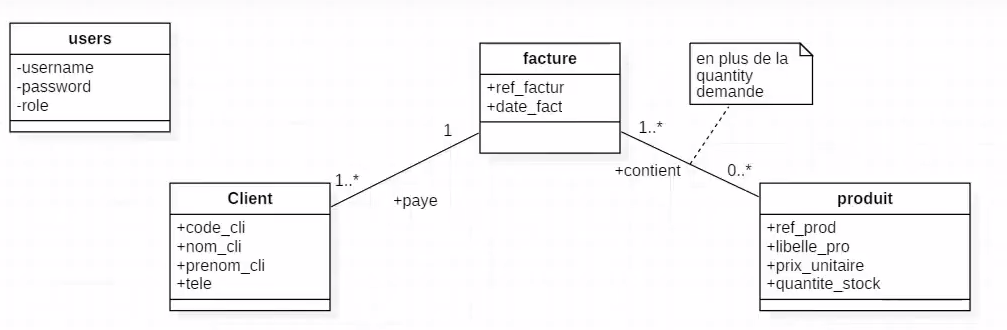 users
-username
-password
-role
facture
+ref_factur
+date_fact
en plus de la
quantity
demande
1
1..*
1..*
+paye
+contient
0..*
Client
+code_cli
+nom_cli
+prenom_cli
+tele
produit
+ref_prod
+libelle_pro
+prix_unitaire
+quantite_stock